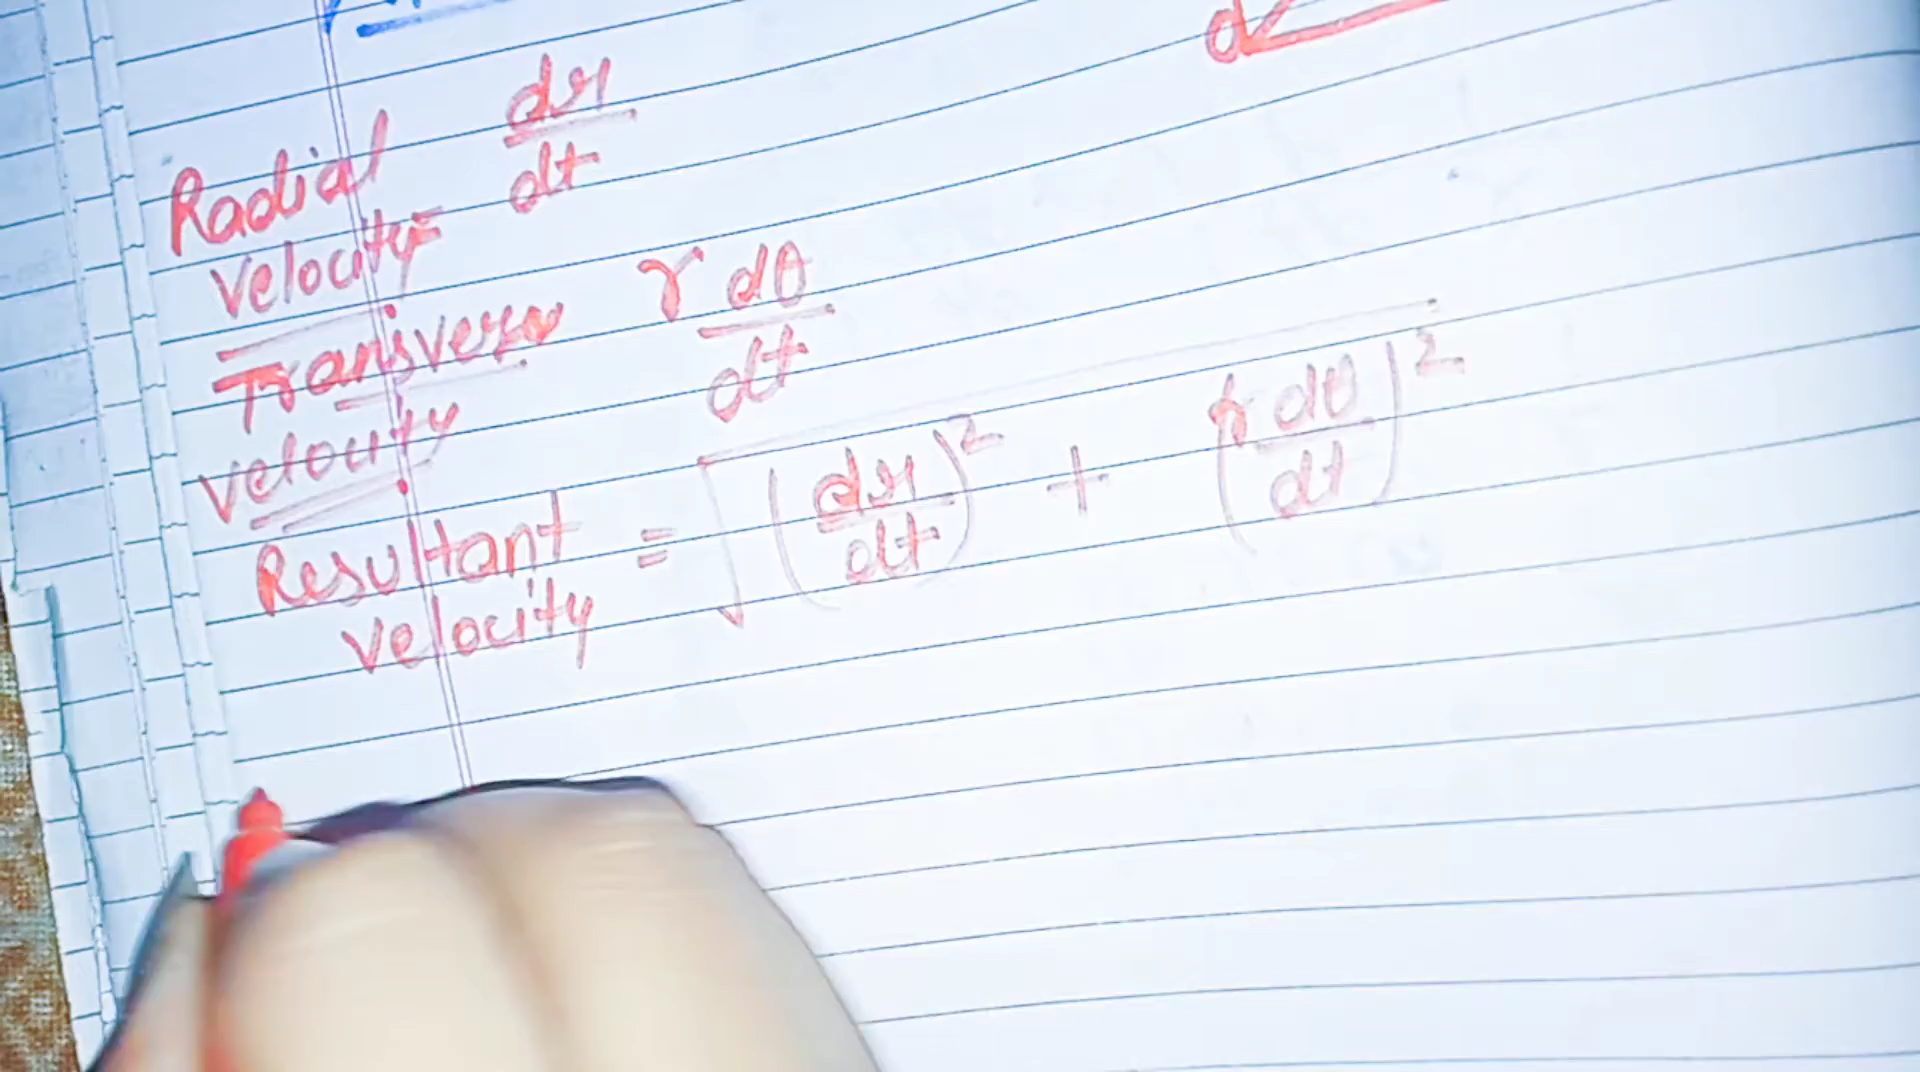 d
Radial dr/dt
velocity=
Transverse r dθ/dt
velocity
Resultant = √((dr/dt)² + (r dθ/dt)²)
velocity